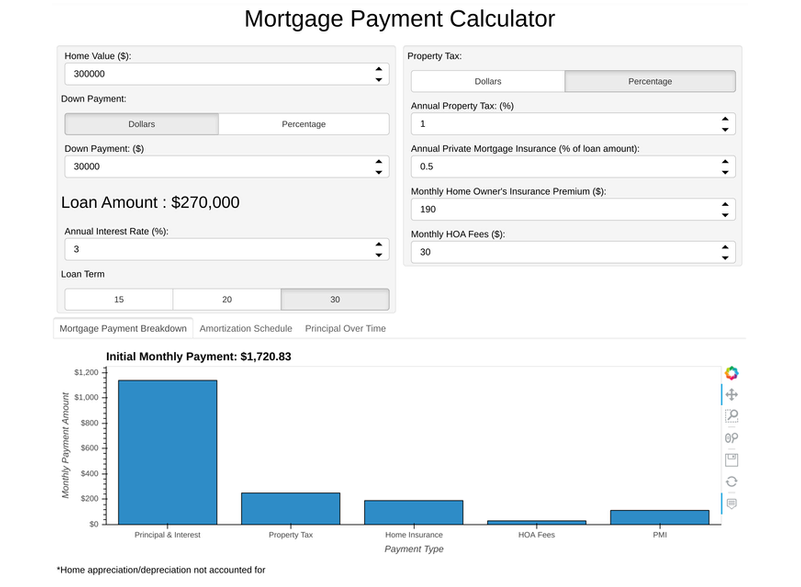 Mortgage Payment Calculator
Home Value ($):
300000
Down Payment:
Dollars
Percentage
Down Payment: ($)
30000
Loan Amount : $270,000
Annual Interest Rate (%):
3
Loan Term
15
20
30
Property Tax:
Dollars
Percentage
Annual Property Tax: (%)
1
Annual Private Mortgage Insurance (% of loan amount):
0.5
Monthly Home Owner's Insurance Premium ($):
190
Monthly HOA Fees ($):
30
Mortgage Payment Breakdown
Amortization Schedule
Principal Over Time
Initial Monthly Payment: $1,720.83
Monthly Payment Amount
$1,200
$1,000
$800
$600
$400
$200
$0
Principal & Interest
Property Tax
Home Insurance
HOA Fees
PMI
Payment Type
*Home appreciation/depreciation not accounted for